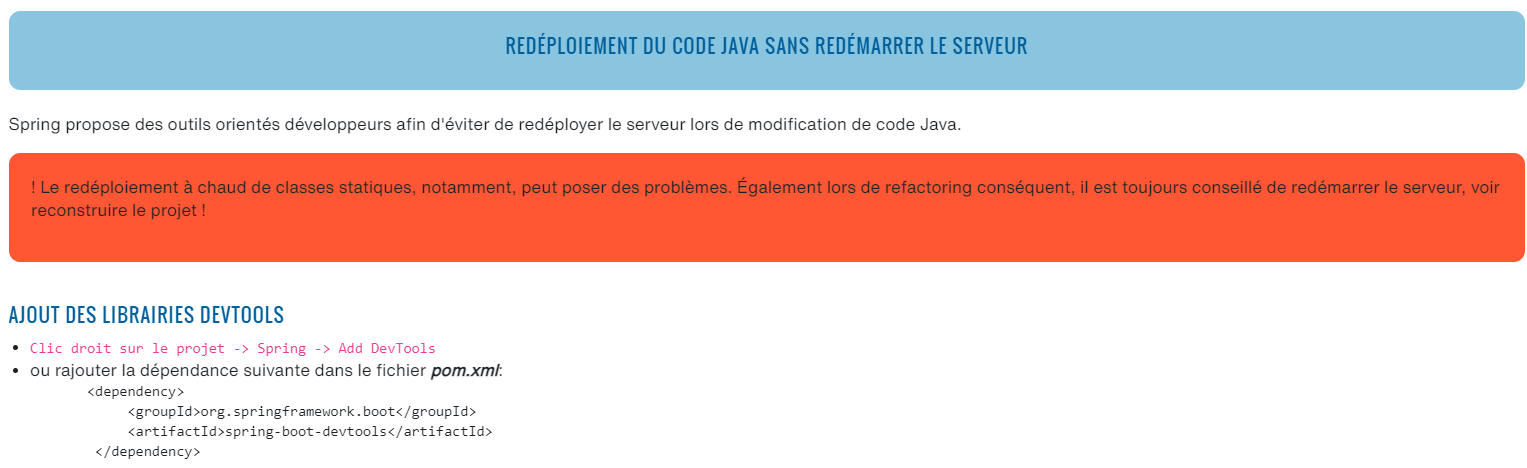 REDÉPLOIEMENT DU CODE JAVA SANS REDÉMARRER LE SERVEUR
Spring propose des outils orientés développeurs afin d'éviter de redéployer le serveur lors de modification de code Java.
! Le redéploiement à chaud de classes statiques, notamment, peut poser des problèmes. Également lors de refactoring conséquent, il est toujours conseillé de redémarrer le serveur, voir
reconstruire le projet !
AJOUT DES LIBRAIRIES DEVTOOLS
• Clic droit sur le projet -> Spring -> Add DevTools
• ou rajouter la dépendance suivante dans le fichier pom.xml:
<dependency>
<groupId>org.springframework.boot</groupId>
<artifactId>spring-boot-devtools</artifactId>
</dependency>